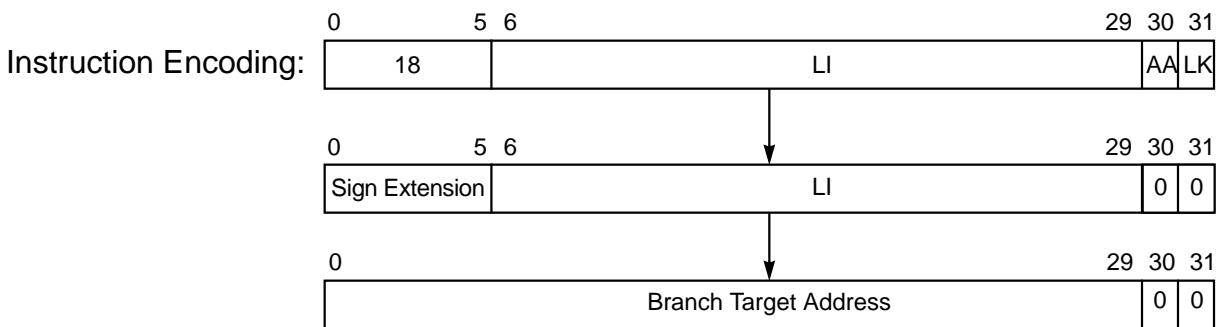 0 5 6 29 30 31
Instruction Encoding: 18 LI AA LK
0 5 6 29 30 31
Sign Extension LI 0 0
0 29 30 31
Branch Target Address 0 0